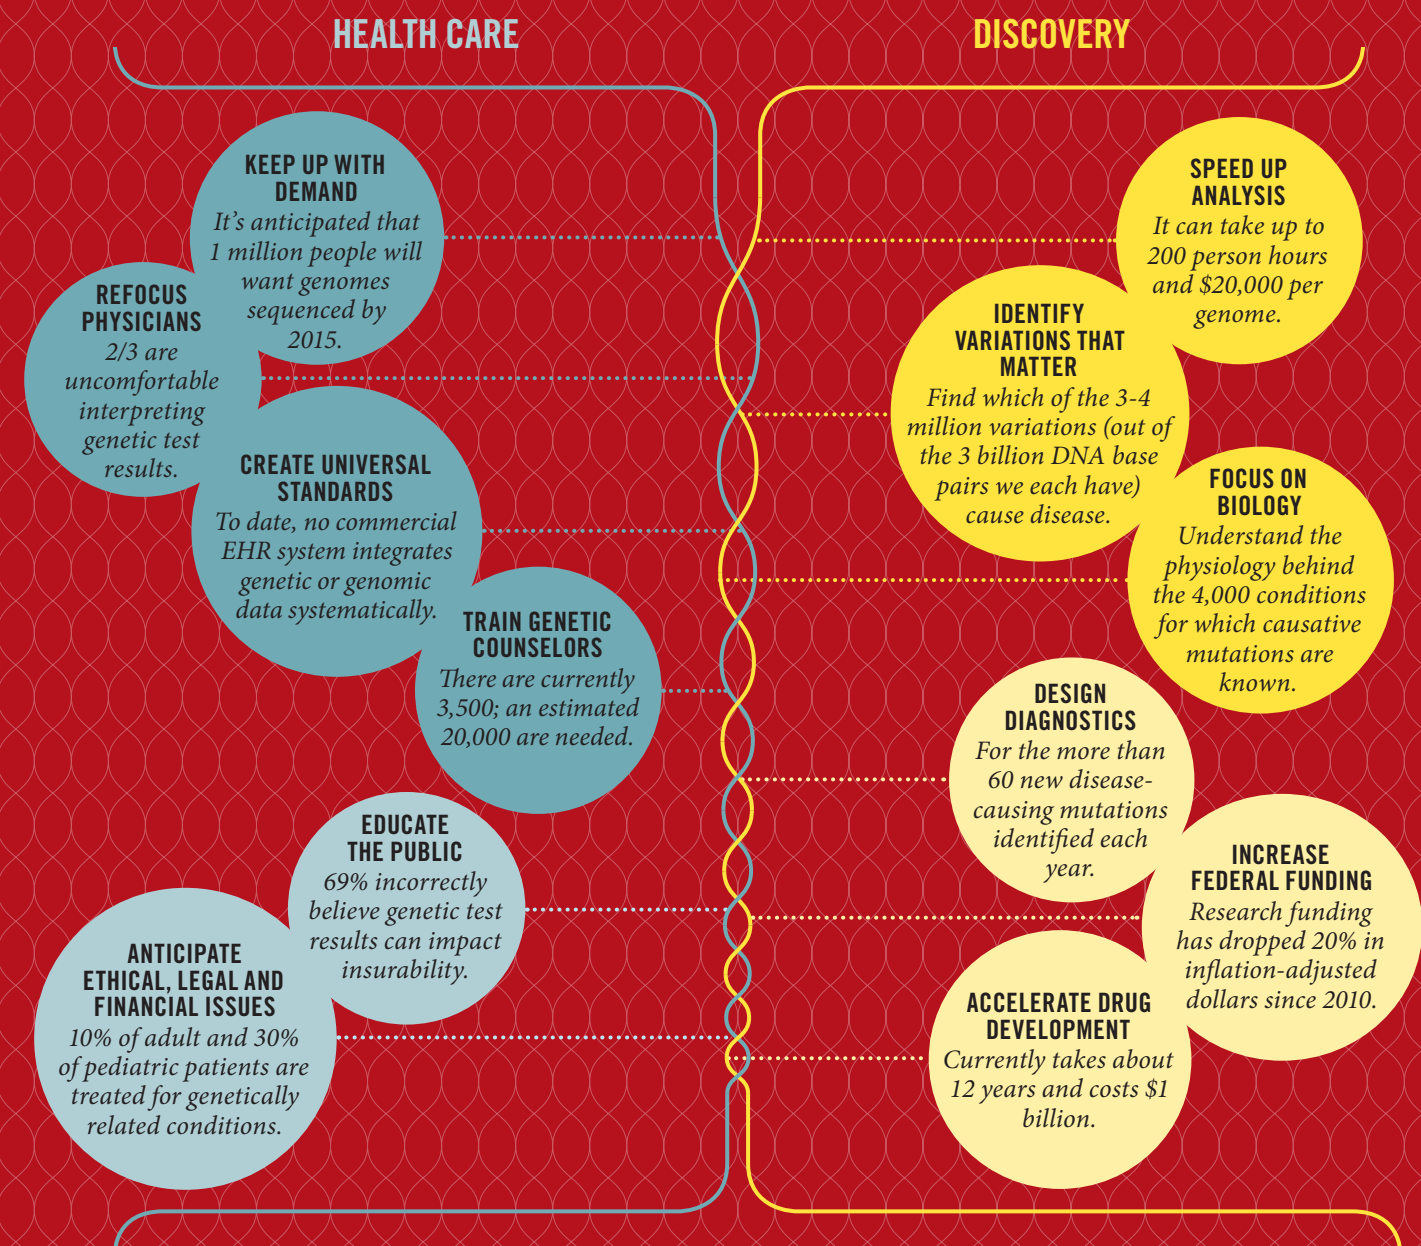 HEALTH CARE
KEEP UP WITH
DEMAND
It's anticipated that
1 million people will
want genomes
sequenced by
2015.
REFOCUS
PHYSICIANS
2/3 are
uncomfortable
interpreting
genetic test
results.
CREATE UNIVERSAL
STANDARDS
To date, no commercial
EHR system integrates
genetic or genomic
data systematically.
TRAIN GENETIC
COUNSELORS
There are currently
3,500; an estimated
20,000 are needed.
EDUCATE
THE PUBLIC
69% incorrectly
believe genetic test
results can impact
insurability.
ANTICIPATE
ETHICAL, LEGAL AND
FINANCIAL ISSUES
10% of adult and 30%
of pediatric patients are
treated for genetically
related conditions.
DISCOVERY
SPEED UP
ANALYSIS
It can take up to
200 person hours
and $20,000 per
genome.
IDENTIFY
VARIATIONS THAT
MATTER
Find which of the 3-4
million variations (out of
the 3 billion DNA base
pairs we each have)
cause disease.
FOCUS ON
BIOLOGY
Understand the
physiology behind
the 4,000 conditions
for which causative
mutations are
known.
DESIGN
DIAGNOSTICS
For the more than
60 new disease-
causing mutations
identified each
year.
INCREASE
FEDERAL FUNDING
Research funding
has dropped 20% in
inflation-adjusted
dollars since 2010.
ACCELERATE DRUG
DEVELOPMENT
Currently takes about
12 years and costs $1
billion.